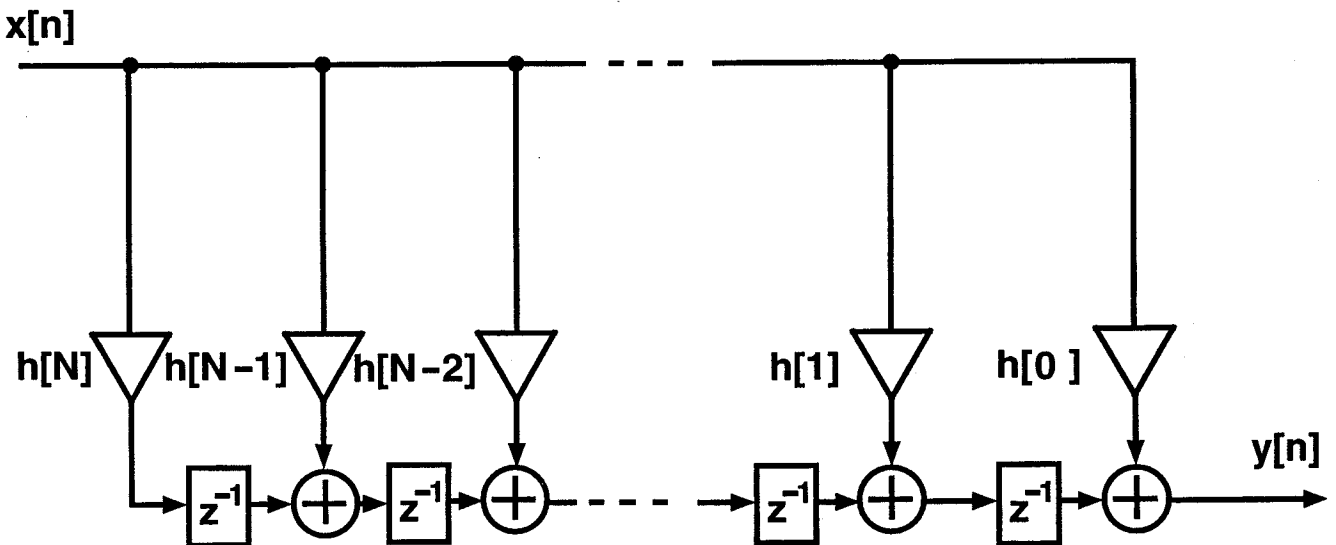 x[n]
h[N] h[N-1] h[N-2] h[1] h[0 ]
y[n]
z⁻¹ z⁻¹ z⁻¹ z⁻¹